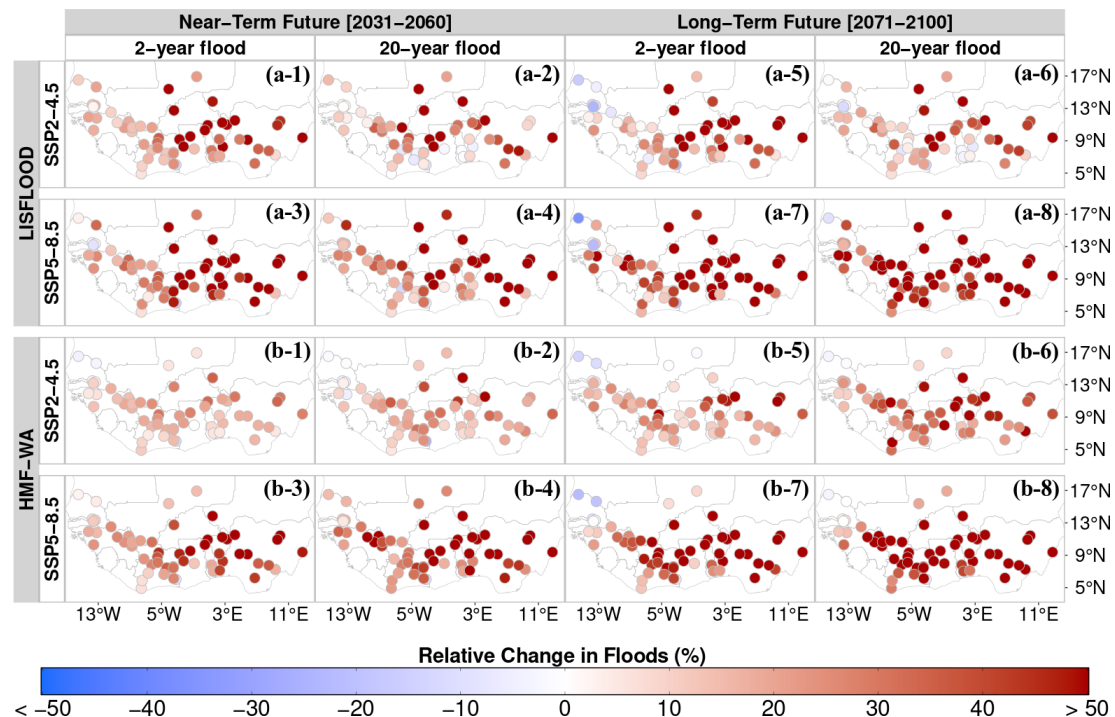 Near−Term Future [2031−2060] Long−Term Future [2071−2100]
2−year flood 20−year flood 2−year flood 20−year flood
LISFLOOD
SSP2−4.5
(a-1) (a-2) (a-5) (a-6)
17°N
13°N
9°N
5°N
SSP5−8.5
(a-3) (a-4) (a-7) (a-8)
17°N
13°N
9°N
5°N
HMF−WA
SSP2−4.5
(b-1) (b-2) (b-5) (b-6)
17°N
13°N
9°N
5°N
SSP5−8.5
(b-3) (b-4) (b-7) (b-8)
17°N
13°N
9°N
5°N
13°W 5°W 3°E 11°E 13°W 5°W 3°E 11°E 13°W 5°W 3°E 11°E 13°W 5°W 3°E 11°E
Relative Change in Floods (%)
< −50 −40 −30 −20 −10 0 10 20 30 40 > 50